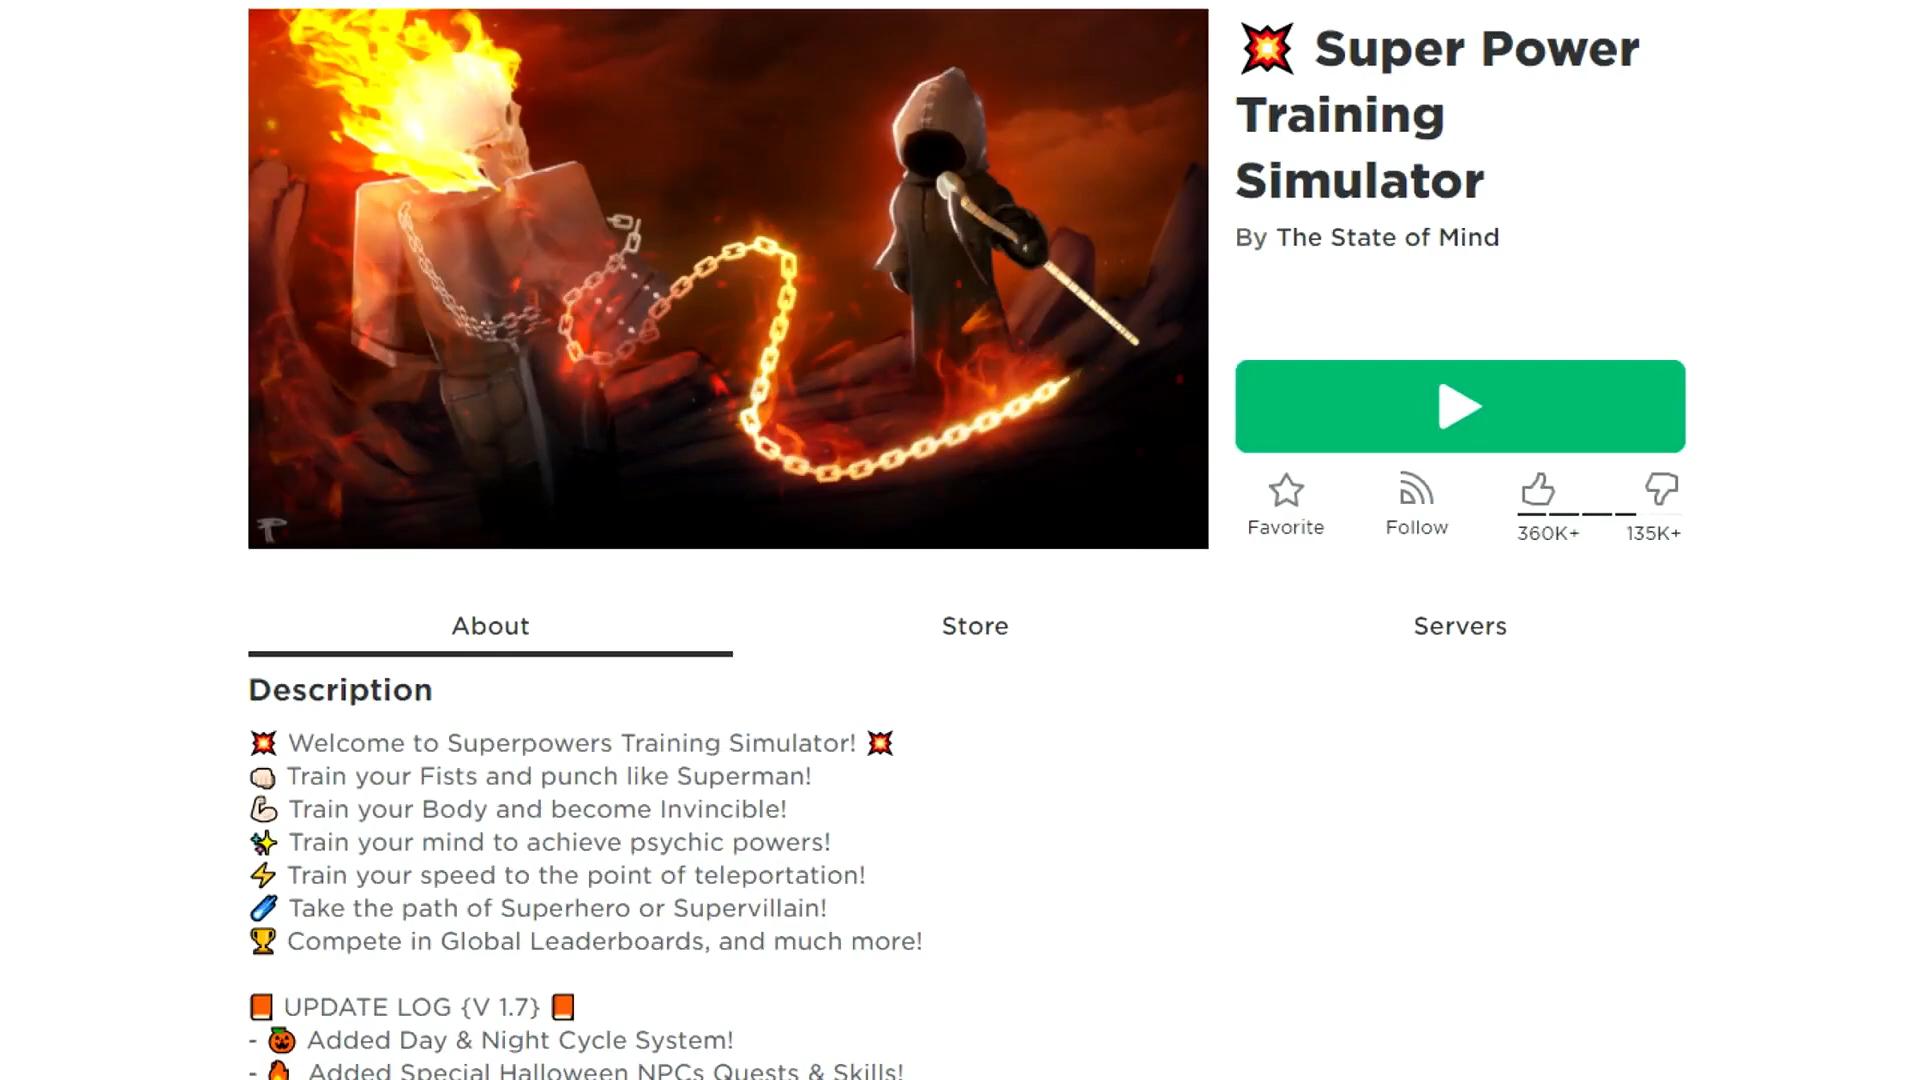 💥 Super Power
Training
Simulator
By The State of Mind
Favorite
Follow
360K+
135K+
About
Store
Servers
Description
💥 Welcome to Superpowers Training Simulator! 💥
👊🏻 Train your Fists and punch like Superman!
💪🏻 Train your Body and become Invincible!
✨ Train your mind to achieve psychic powers!
⚡ Train your speed to the point of teleportation!
☄️ Take the path of Superhero or Supervillain!
🏆 Compete in Global Leaderboards, and much more!
📙 UPDATE LOG {V 1.7} 📙
- 🎃 Added Day & Night Cycle System!
- 🔥 Added Special Halloween NPCs Quests & Skills!